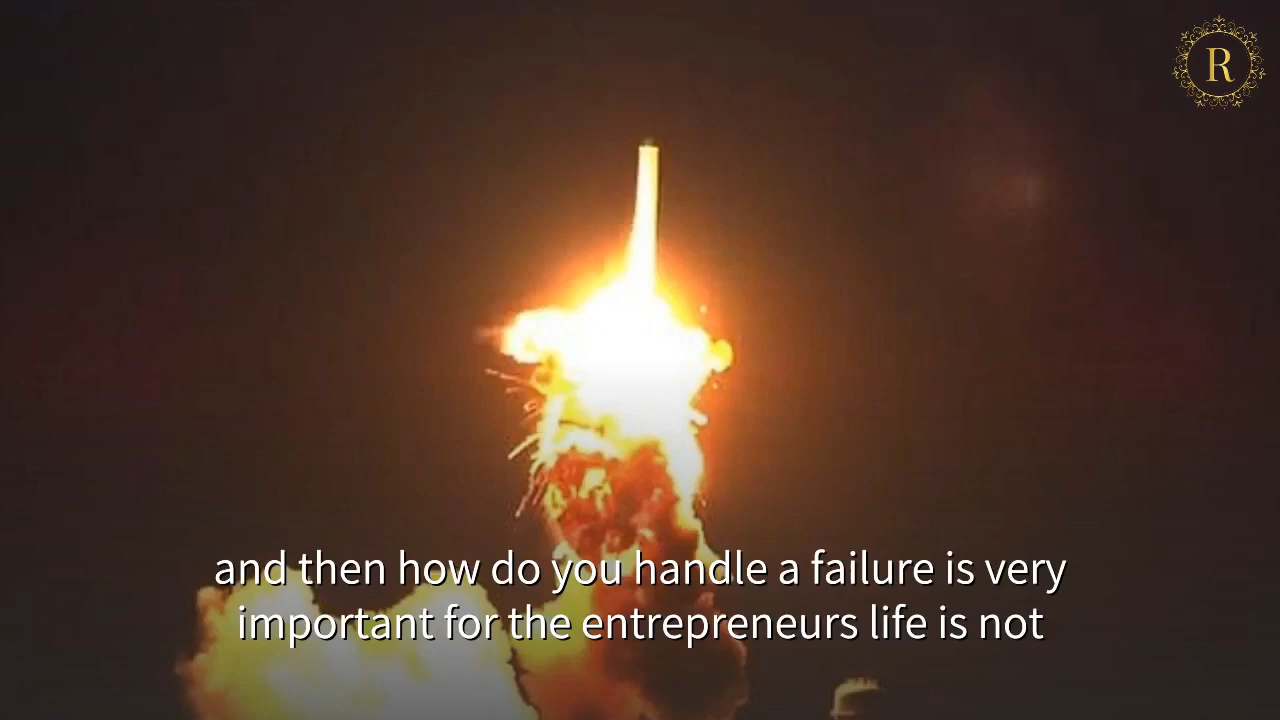 R
and then how do you handle a failure is very
important for the entrepreneurs life is not